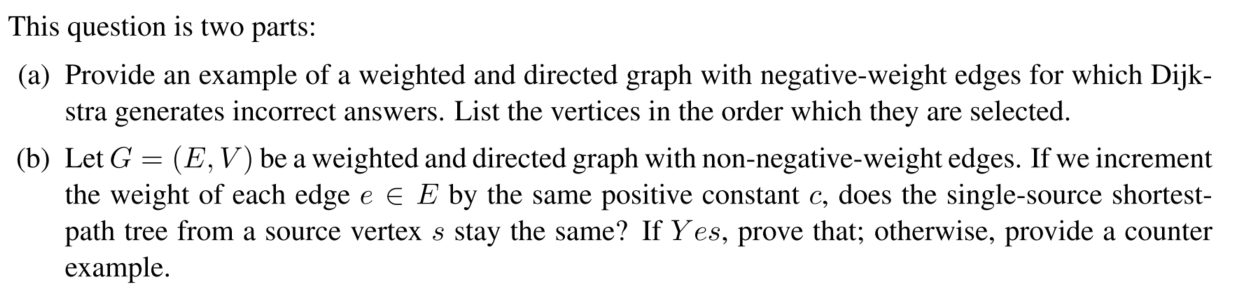 This question is two parts:
(a) Provide an example of a weighted and directed graph with negative-weight edges for which Dijk-
stra generates incorrect answers. List the vertices in the order which they are selected.
(b) Let G = (E, V) be a weighted and directed graph with non-negative-weight edges. If we increment
the weight of each edge e ∈ E by the same positive constant c, does the single-source shortest-
path tree from a source vertex s stay the same? If Yes, prove that; otherwise, provide a counter
example.